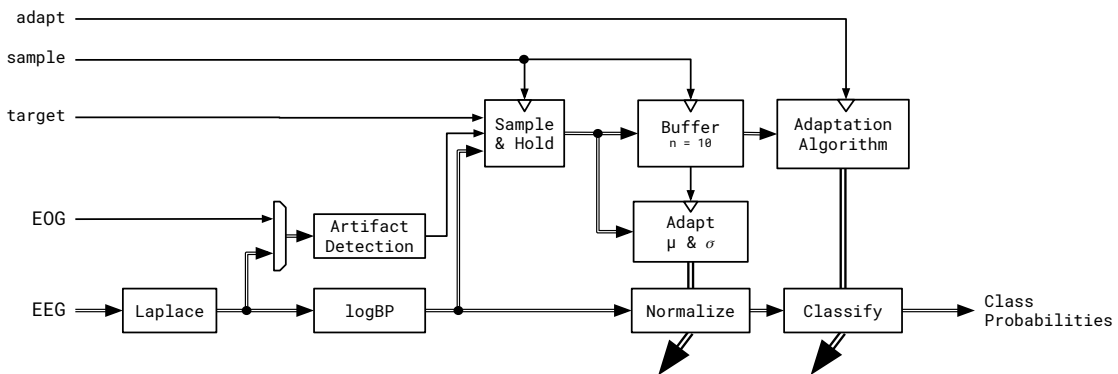 adapt
sample
target
Sample
& Hold
Buffer
n = 10
Adaptation
Algorithm
EOG
Artifact
Detection
Adapt
μ & σ
EEG
Laplace
logBP
Normalize
Classify
Class
Probabilities